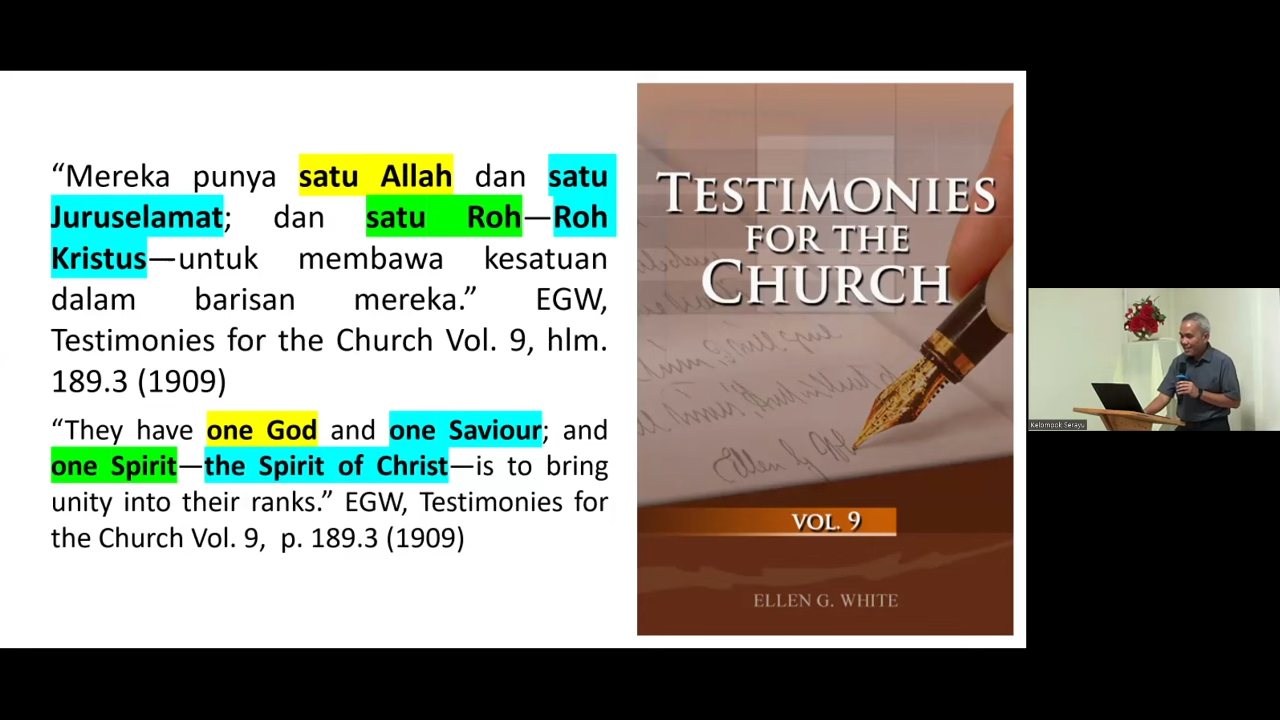 “Mereka punya satu Allah dan satu
Juruselamat; dan satu Roh—Roh
Kristus—untuk membawa kesatuan
dalam barisan mereka.” EGW,
Testimonies for the Church Vol. 9, hlm.
189.3 (1909)
“They have one God and one Saviour; and
one Spirit—the Spirit of Christ—is to bring
unity into their ranks.” EGW, Testimonies for
the Church Vol. 9, p. 189.3 (1909)
TESTIMONIES
FOR THE
CHURCH
VOL. 9
ELLEN G. WHITE
Kelompok Serayu